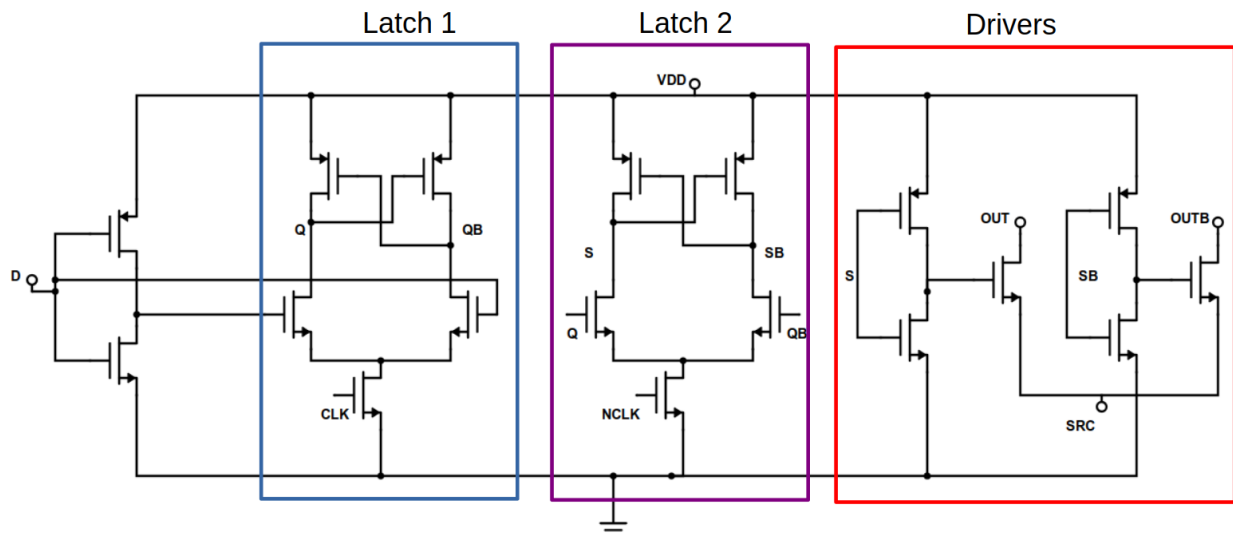 Latch 1
Latch 2
Drivers
VDD
Q
QB
S
SB
OUT
OUTB
D
S
SB
Q
QB
CLK
NCLK
SRC